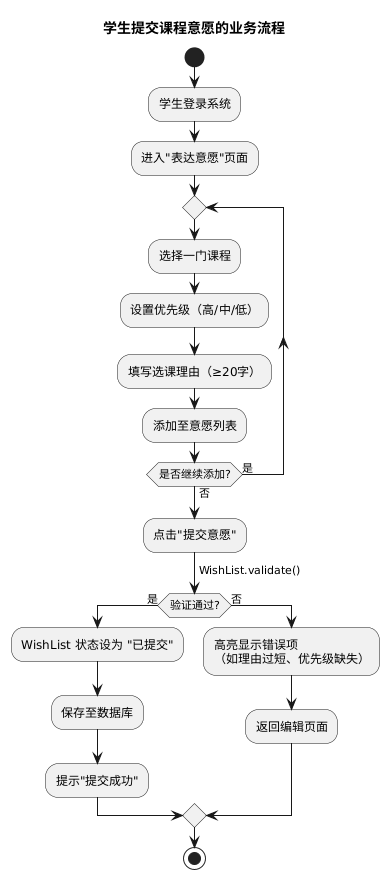 学生提交课程意愿的业务流程
学生登录系统
进入"表达意愿"页面
选择一门课程
设置优先级（高/中/低）
填写选课理由（≥20字）
添加至意愿列表
是否继续添加?
是
否
点击"提交意愿"
WishList.validate()
验证通过?
是
否
WishList 状态设为 "已提交"
保存至数据库
提示"提交成功"
高亮显示错误项
（如理由过短、优先级缺失）
返回编辑页面